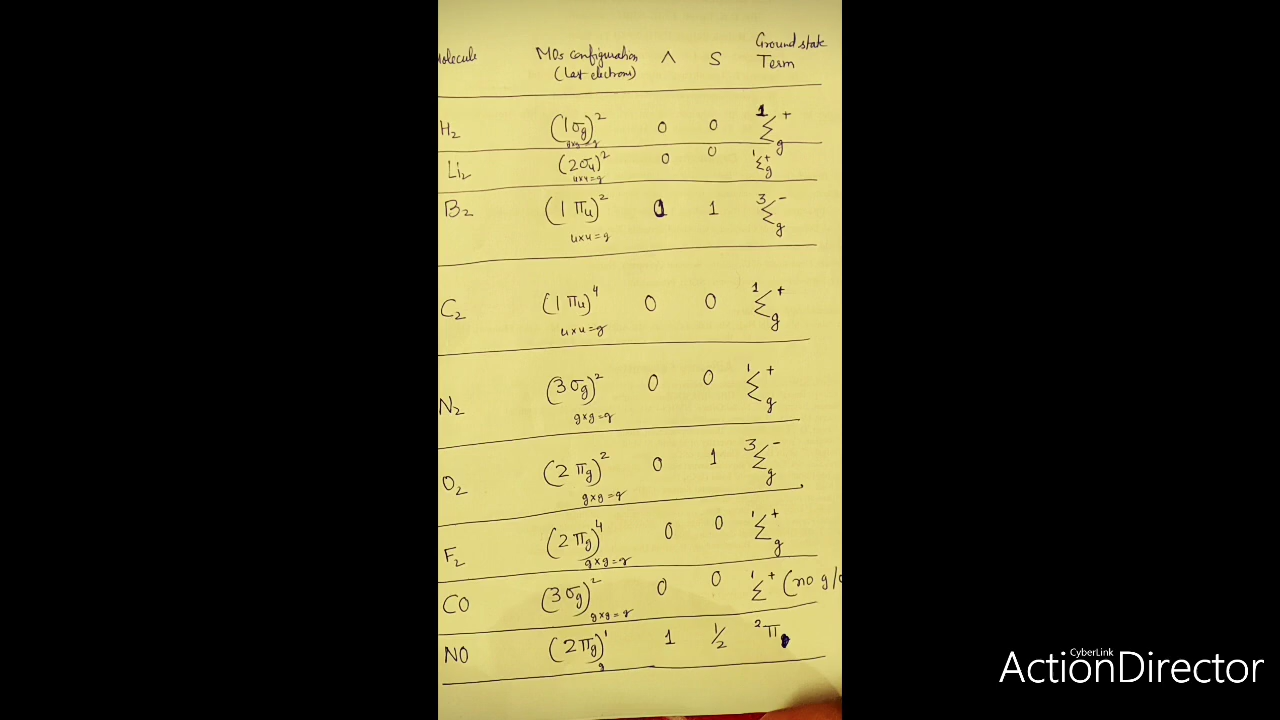 olecule MOs configuration Λ S Ground state
(last electrons) Term
H₂ (1σg)² 0 0 ¹Σg⁺
g×g=g
Li₂ (2σu)² 0 0 ¹Σg⁺
u×u=g
B₂ (1πu)² 1 ³Σg⁻
u×u=g
C₂ (1πu)⁴ 0 0 ¹Σg⁺
u×u=g
N₂ (3σg)² 0 0 ¹Σg⁺
g×g=g
O₂ (2πg)² 0 1 ³Σg⁻
g×g=g
F₂ (2πg)⁴ 0 0 ¹Σg⁺
g×g=g
CO (3σg)² 0 0 ¹Σ⁺ (no g/
g×g=g
NO (2πg)¹ 1 1/2 ²Π
g
CyberLink
ActionDirector